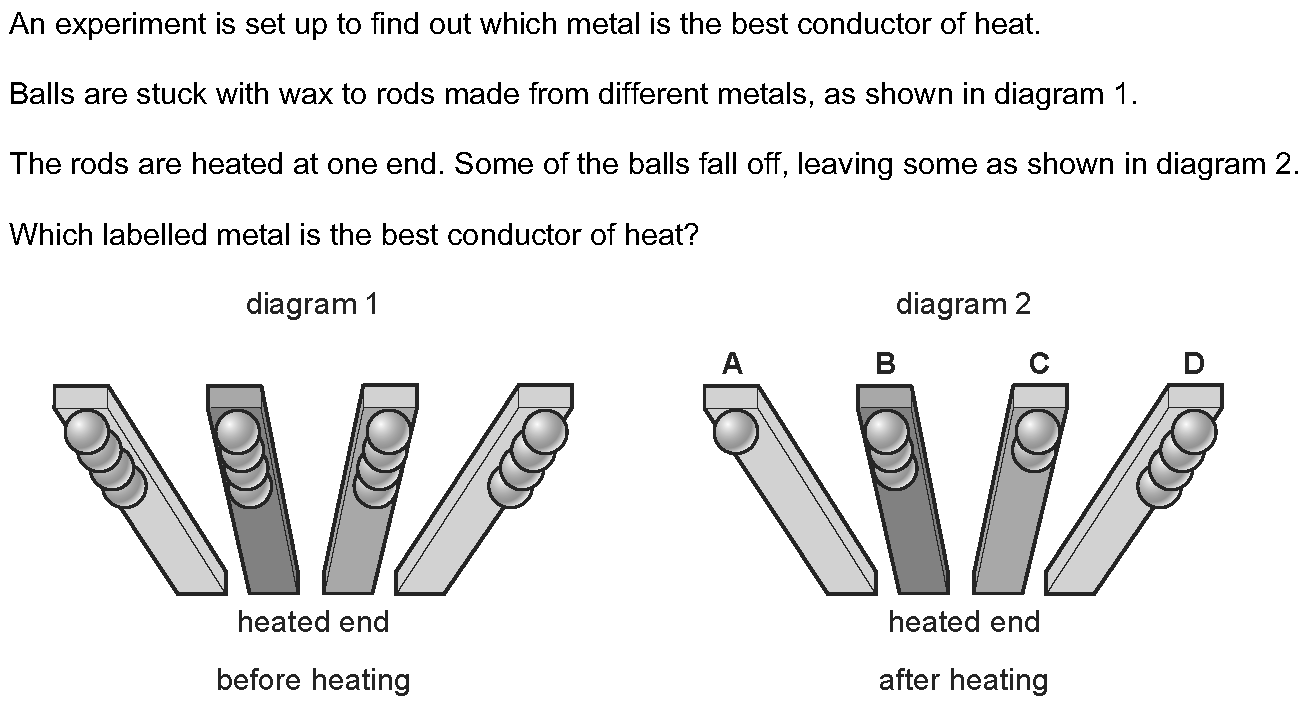 An experiment is set up to find out which metal is the best conductor of heat.
Balls are stuck with wax to rods made from different metals, as shown in diagram 1.
The rods are heated at one end. Some of the balls fall off, leaving some as shown in diagram 2.
Which labelled metal is the best conductor of heat?
diagram 1
diagram 2
A B C D
heated end
heated end
before heating
after heating